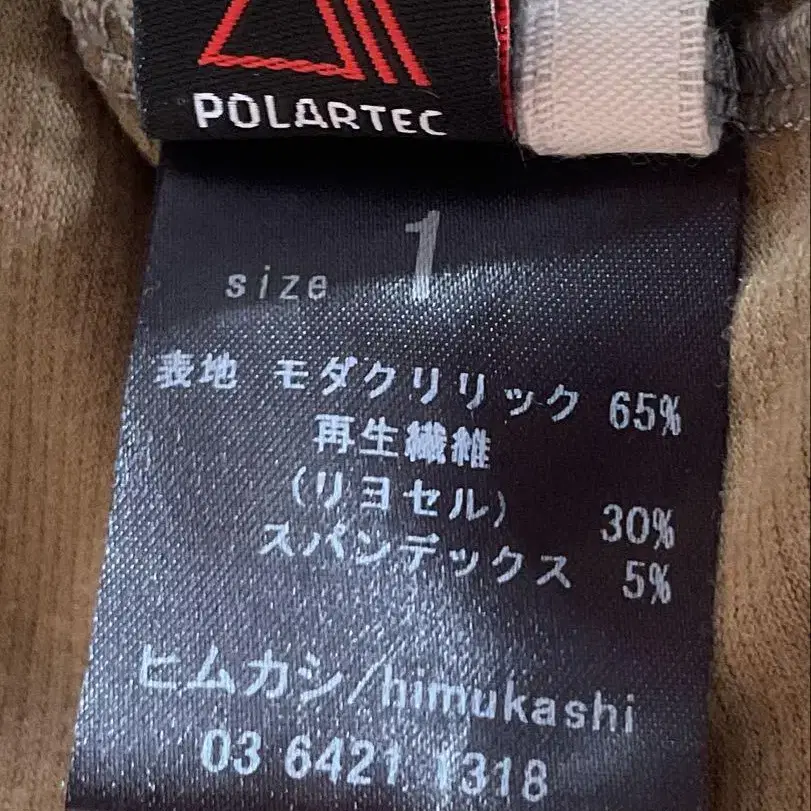 POLARTEC
size 1
表地 モダクリリック 65%
再生繊維
(リヨセル) 30%
スパンデックス 5%
ヒムカシ/himukashi
03 6421 1318